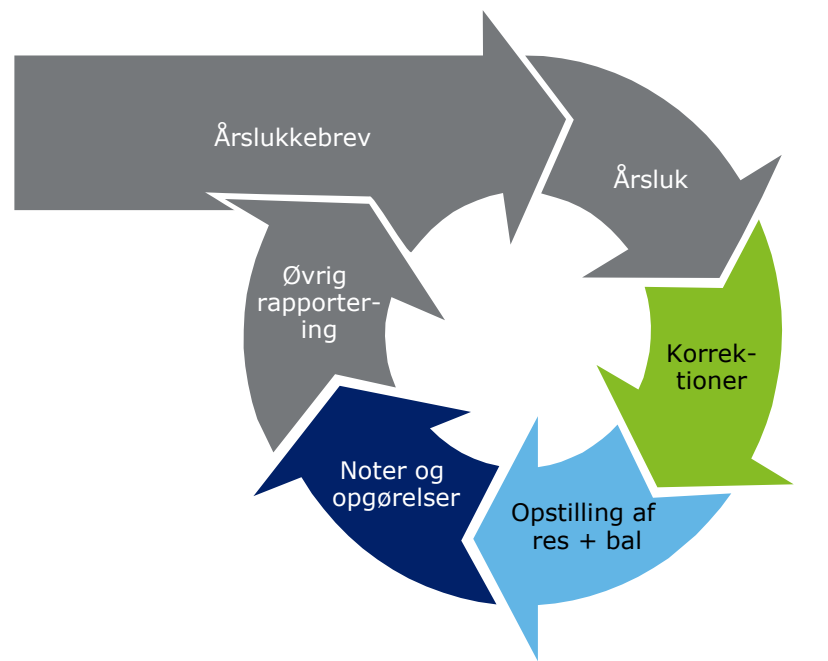 Årslukkebrev
Årsluk
Korrek-
tioner
Opstilling af
res + bal
Noter og
opgørelser
Øvrig
rapporter-
ing